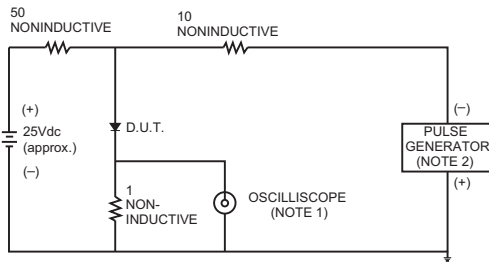 50
NONINDUCTIVE
10
NONINDUCTIVE
(+)
25Vdc
(approx.)
(–)
D.U.T.
1
NON-
INDUCTIVE
OSCILLISCOPE
(NOTE 1)
(–)
PULSE
GENERATOR
(NOTE 2)
(+)